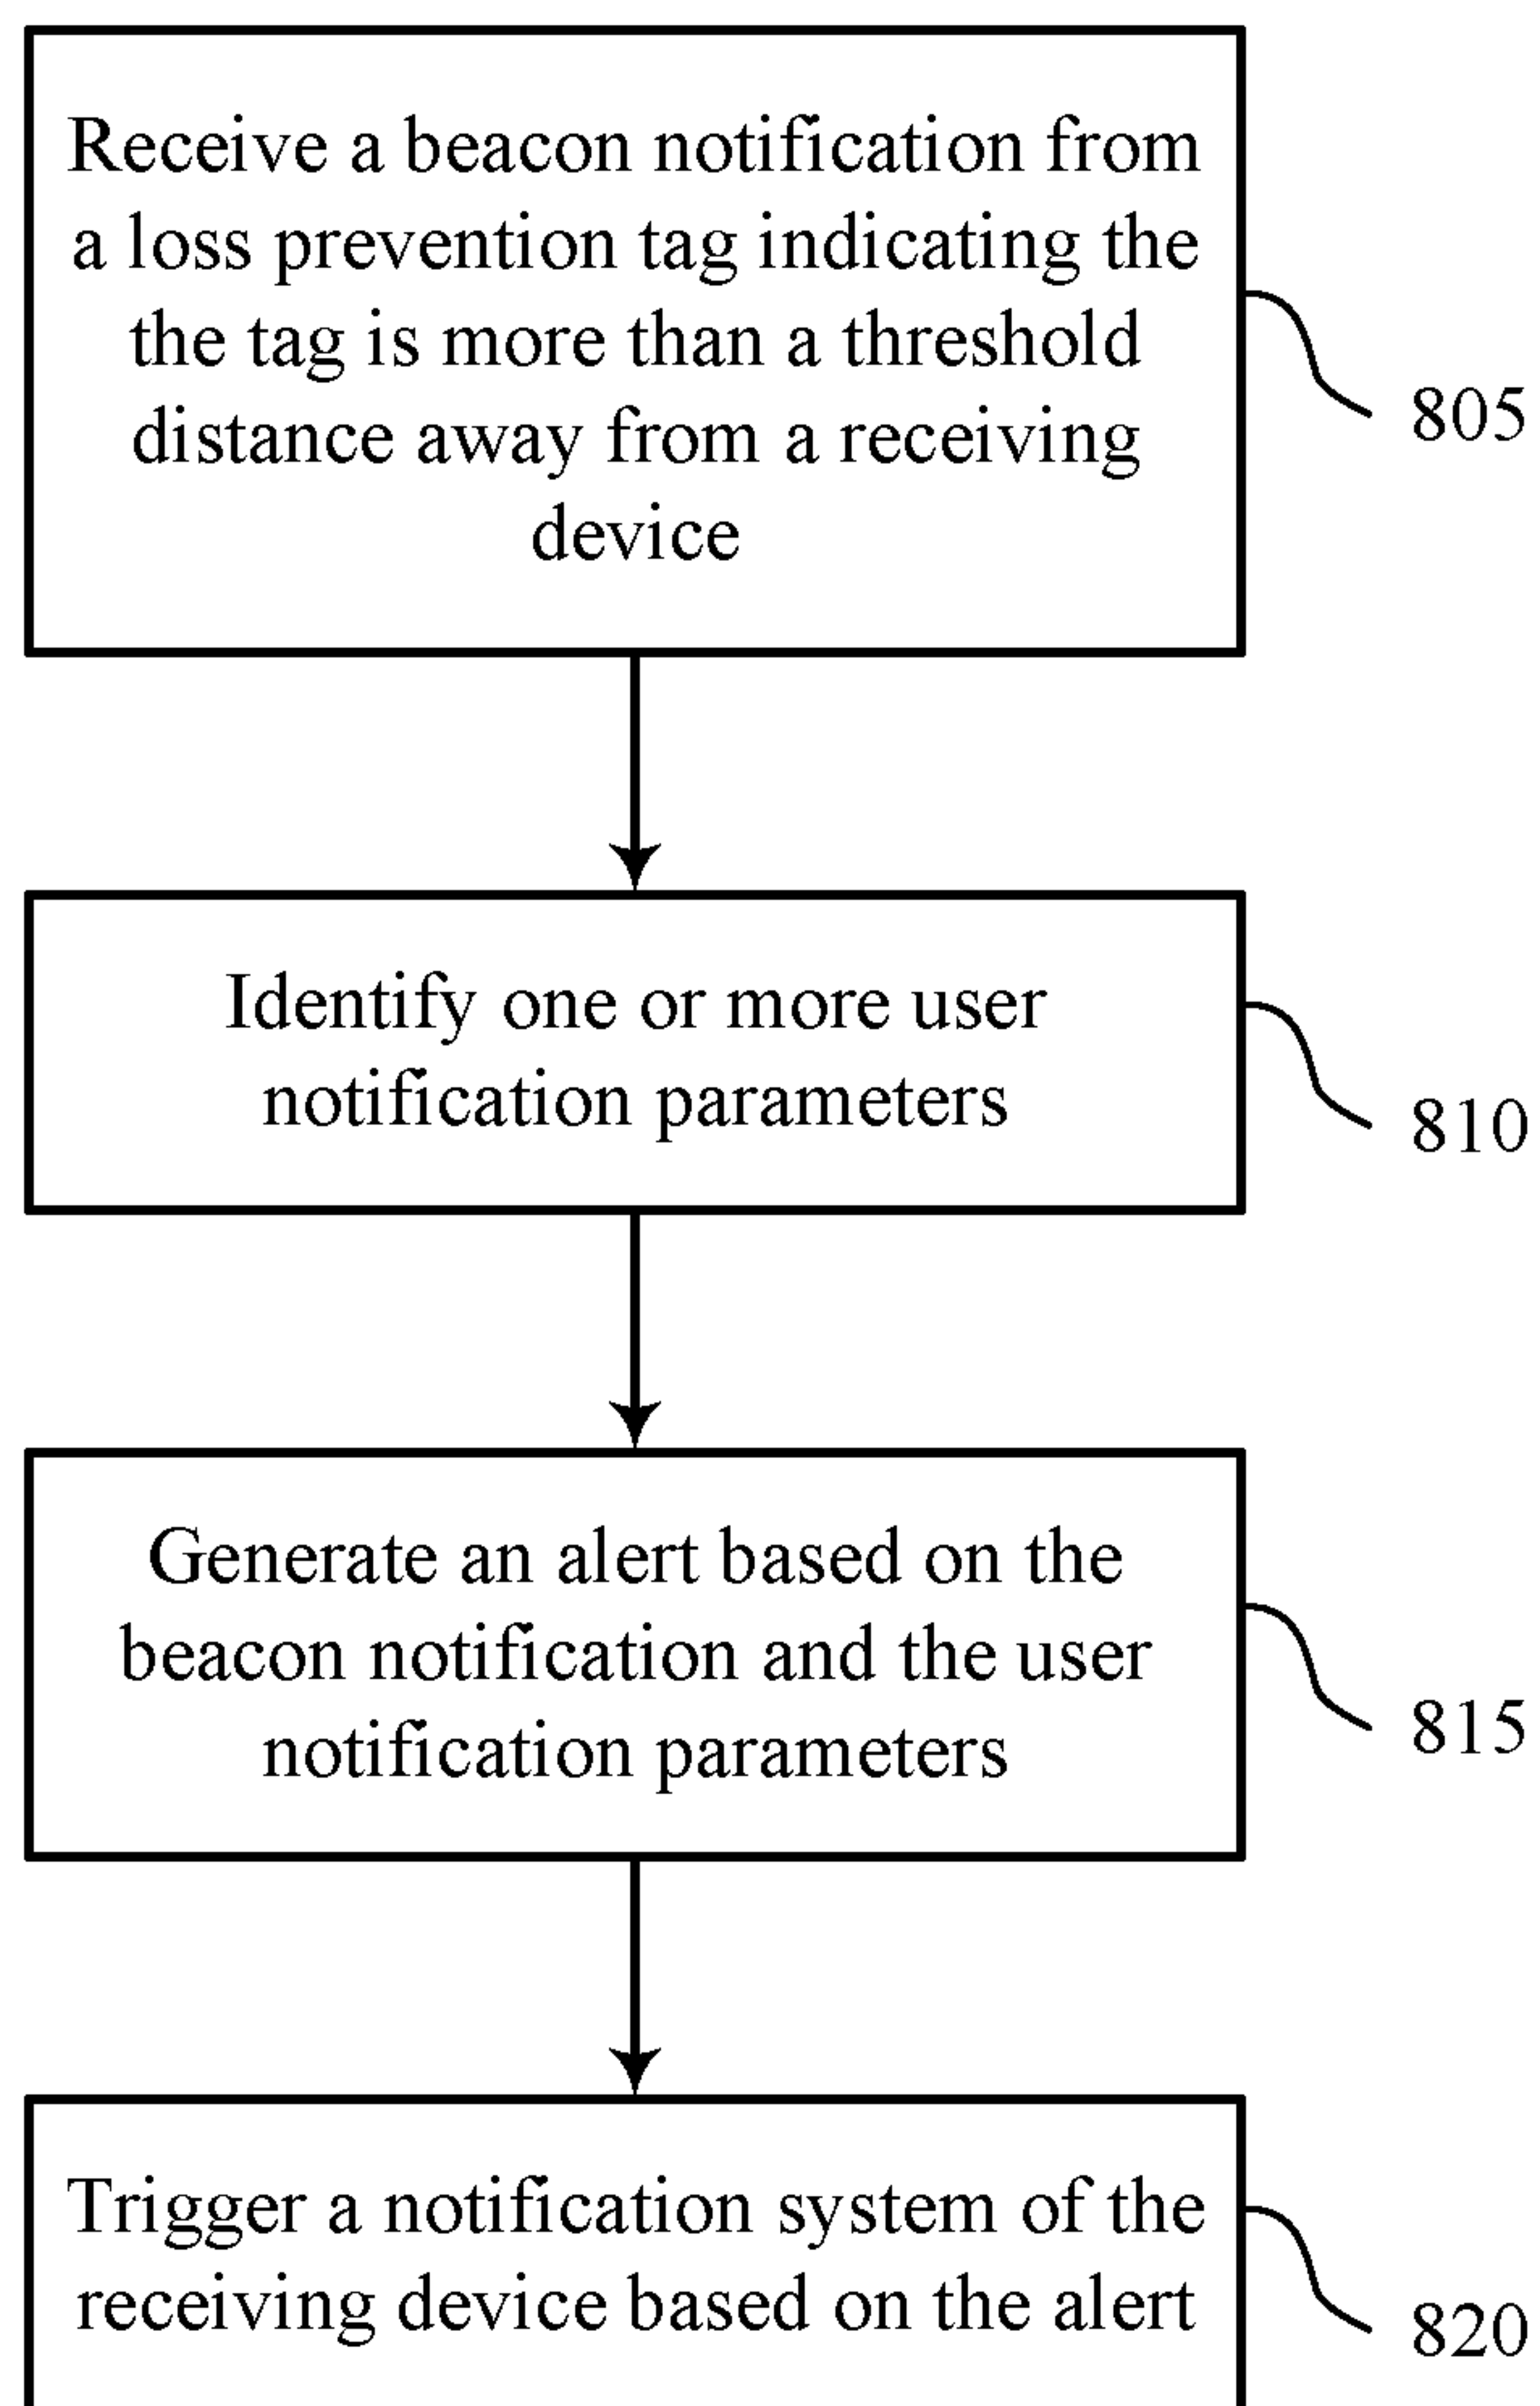 Receive a beacon notification from
a loss prevention tag indicating the
the tag is more than a threshold
distance away from a receiving
device
805
Identify one or more user
notification parameters
810
Generate an alert based on the
beacon notification and the user
notification parameters
815
Trigger a notification system of the
receiving device based on the alert
820